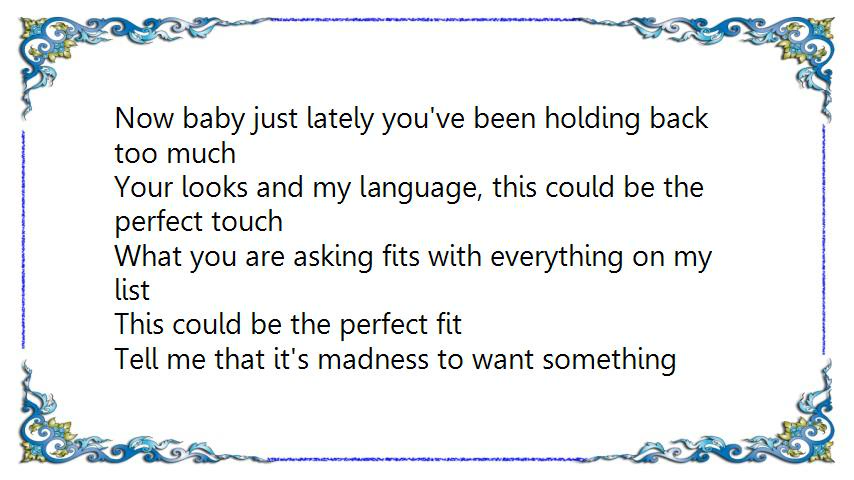 Now baby just lately you've been holding back
too much
Your looks and my language, this could be the
perfect touch
What you are asking fits with everything on my
list
This could be the perfect fit
Tell me that it's madness to want something